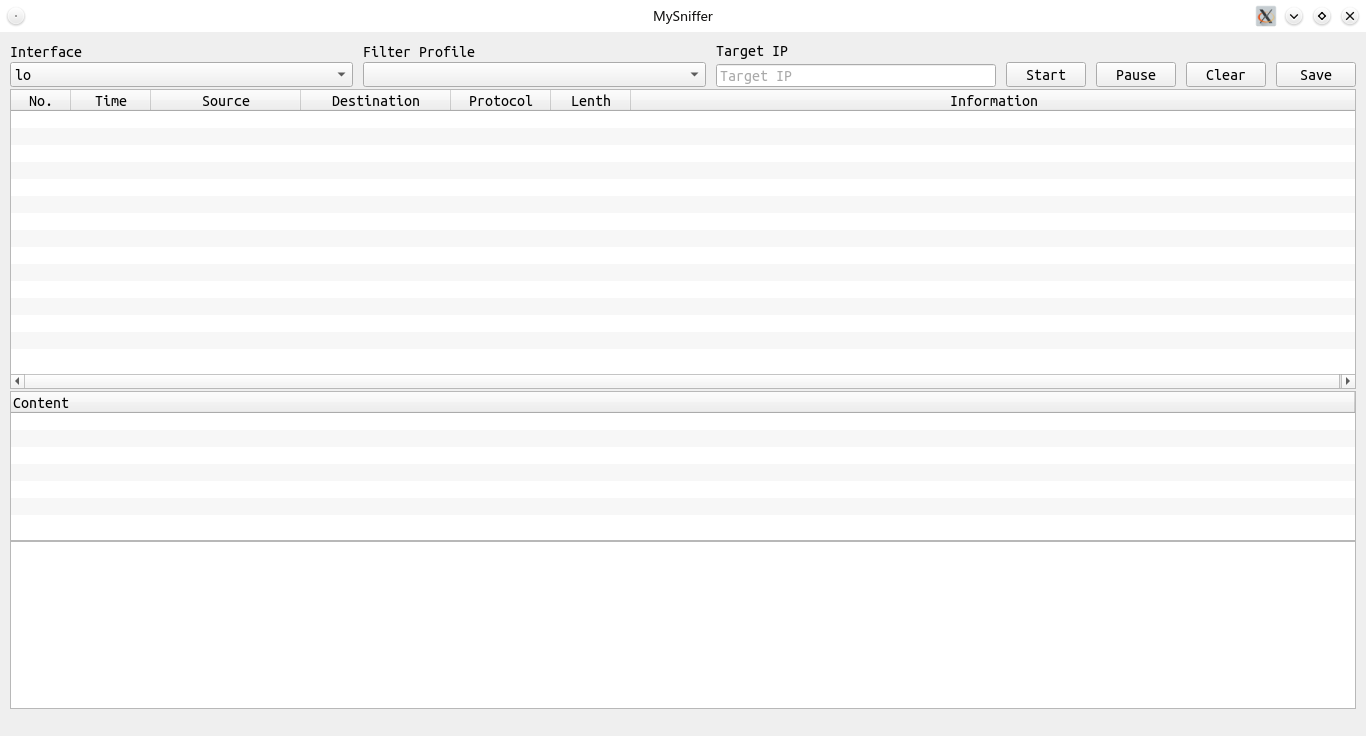 MySniffer
Interface
Filter Profile
Target IP
lo
Target IP
Start
Pause
Clear
Save
No.
Time
Source
Destination
Protocol
Lenth
Information
Content